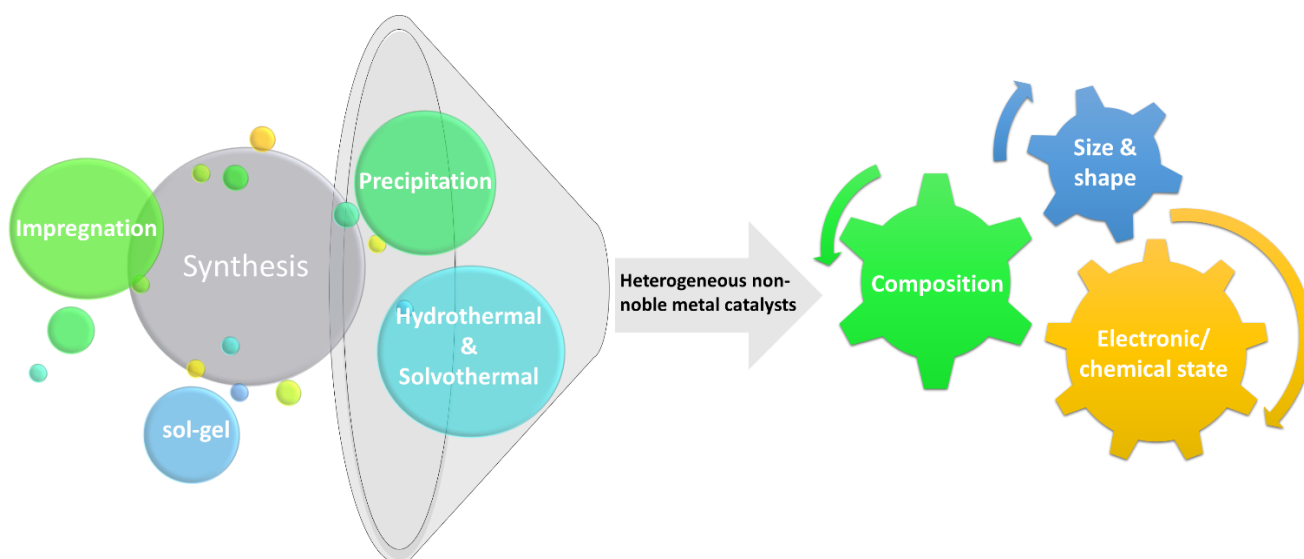 Impregnation
Synthesis
sol-gel
Precipitation
Hydrothermal
&
Solvothermal
Heterogeneous non-
noble metal catalysts
Composition
Size &
shape
Electronic/
chemical state